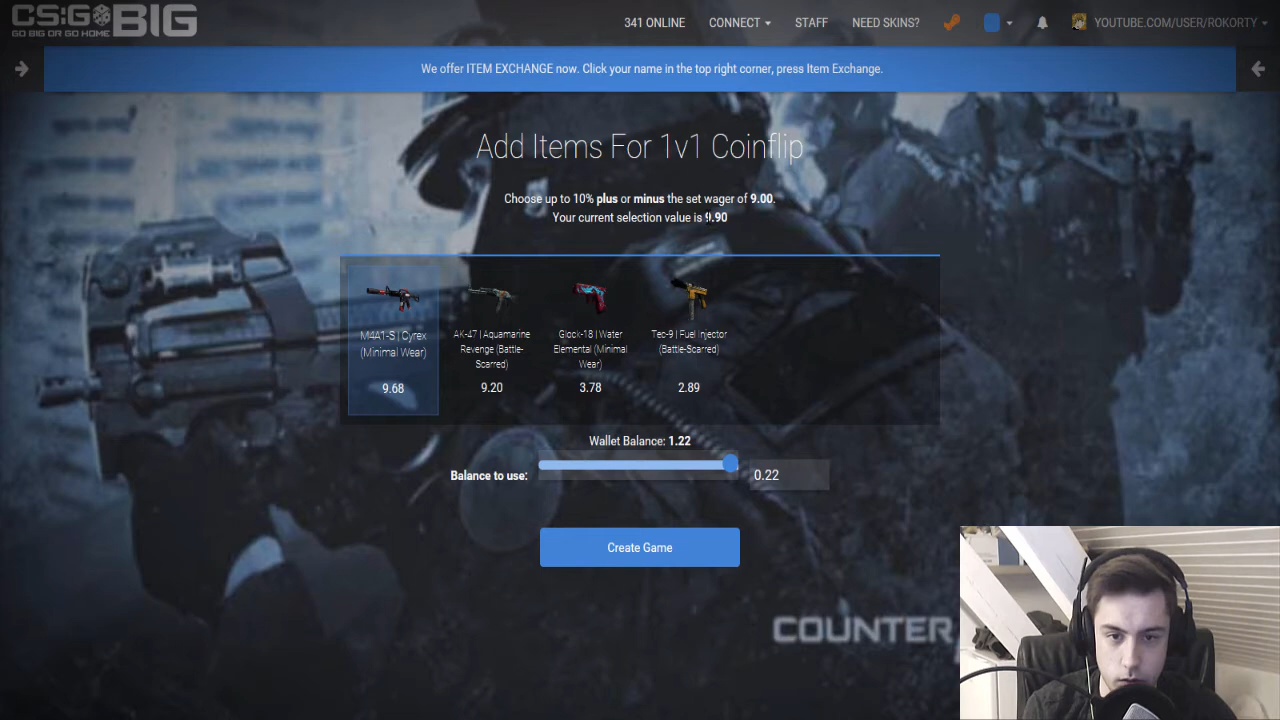 CS:GO BIG
GO BIG OR GO HOME
341 ONLINE CONNECT STAFF NEED SKINS? YOUTUBE.COM/USER/ROKORTY
We offer ITEM EXCHANGE now. Click your name in the top right corner, press Item Exchange.
Add Items For 1v1 Coinflip
Choose up to 10% plus or minus the set wager of 9.00.
Your current selection value is 9.90
M4A1-S | Cyrex
(Minimal Wear)
9.68
AK-47 | Aquamarine
Revenge (Battle-
Scarred)
9.20
Glock-18 | Water
Elemental (Minimal
Wear)
3.78
Tec-9 | Fuel Injector
(Battle-Scarred)
2.89
Wallet Balance: 1.22
Balance to use: 0.22
Create Game
COUNTER